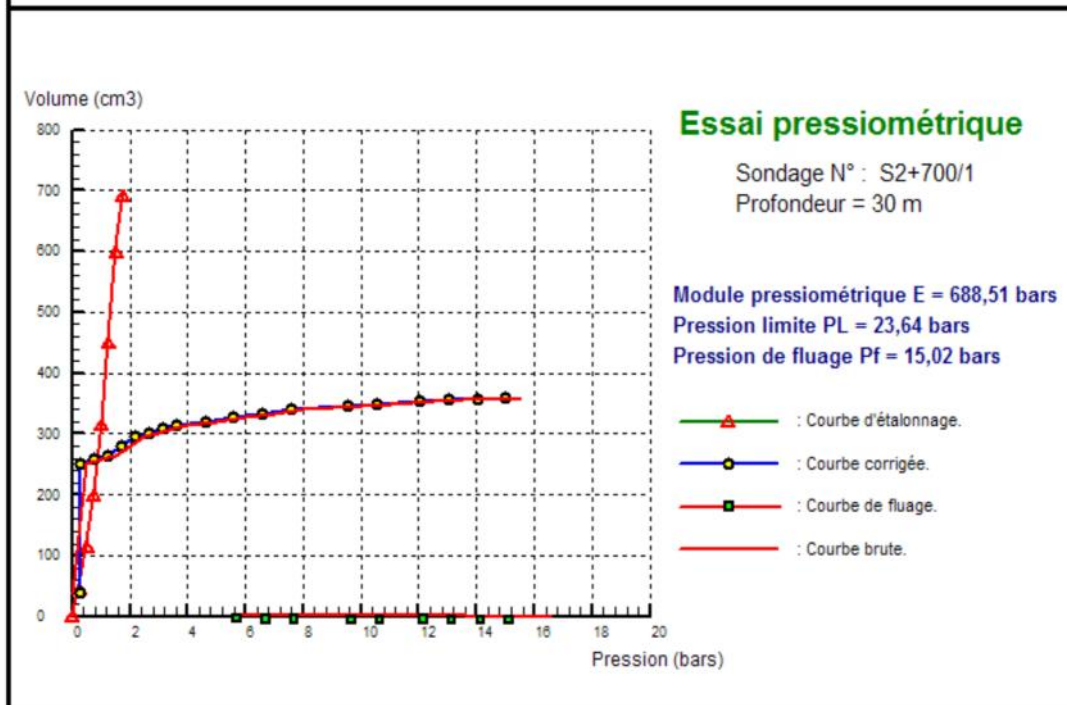 Volume (cm3)
800
700
600
500
400
300
200
100
0
0 2 4 6 8 10 12 14 16 18 20
Pression (bars)
Essai pressiométrique
Sondage N° : S2+700/1
Profondeur = 30 m
Module pressiométrique E = 688,51 bars
Pression limite PL = 23,64 bars
Pression de fluage Pf = 15,02 bars
: Courbe d'étalonnage.
: Courbe corrigée.
: Courbe de fluage.
: Courbe brute.